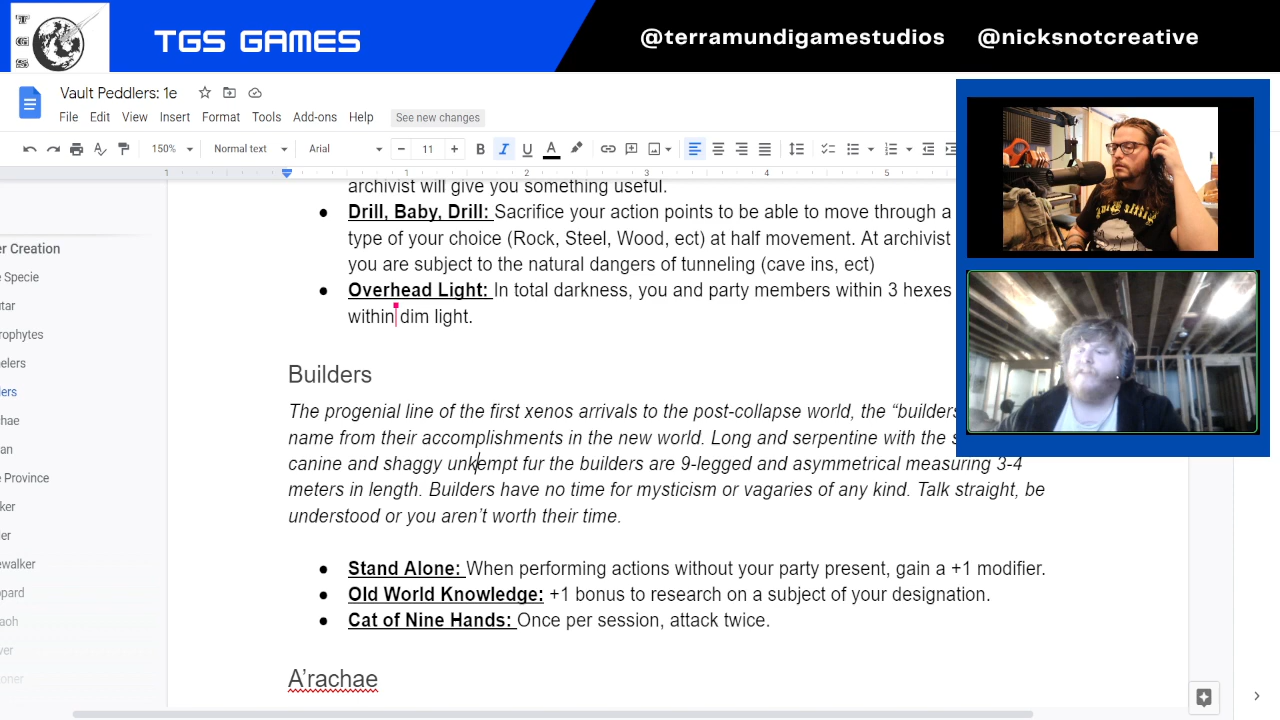 T
G
S
TGS GAMES
@terramundigamestudios @nicksnotcreative
Vault Peddlers: 1e
File Edit View Insert Format Tools Add-ons Help See new changes
150% Normal text Arial 11 B I U A
1 1 2 3 4 5
archivist will give you something useful.
Drill, Baby, Drill: Sacrifice your action points to be able to move through a
type of your choice (Rock, Steel, Wood, ect) at half movement. At archivist
you are subject to the natural dangers of tunneling (cave ins, ect)
Overhead Light: In total darkness, you and party members within 3 hexes
within dim light.
Builders
The progenial line of the first xenos arrivals to the post-collapse world, the “builders
name from their accomplishments in the new world. Long and serpentine with the s
canine and shaggy unkempt fur the builders are 9-legged and asymmetrical measuring 3-4
meters in length. Builders have no time for mysticism or vagaries of any kind. Talk straight, be
understood or you aren’t worth their time.
Stand Alone: When performing actions without your party present, gain a +1 modifier.
Old World Knowledge: +1 bonus to research on a subject of your designation.
Cat of Nine Hands: Once per session, attack twice.
A’rachae
er Creation
e Specie
tar
rophytes
nelers
ers
hae
an
e Province
ker
er
ewalker
ppard
aoh
ver
oner